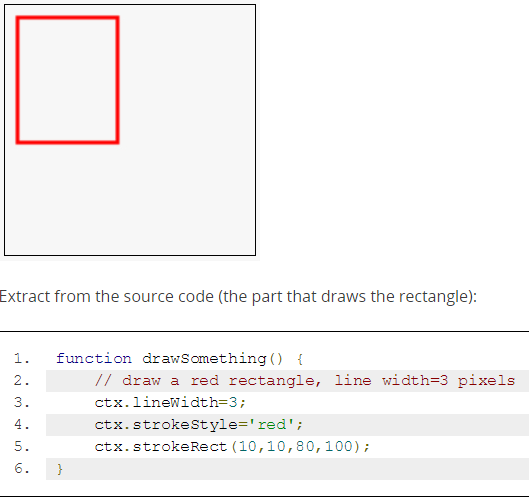 Extract from the source code (the part that draws the rectangle):
1. function drawSomething() {
2. // draw a red rectangle, line width=3 pixels
3. ctx.lineWidth=3;
4. ctx.strokeStyle='red';
5. ctx.strokeRect(10,10,80,100);
6. }